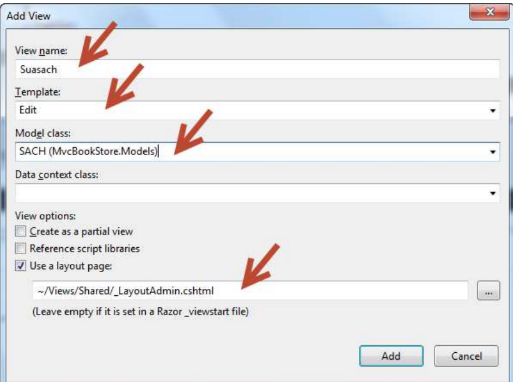 Add View
View name:
Suasach
Template:
Edit
Model class:
SACH (MvcBookStore.Models)
Data context class:
View options:
Create as a partial view
Reference script libraries
Use a layout page:
~/Views/Shared/_LayoutAdmin.cshtml
...
(Leave empty if it is set in a Razor _viewstart file)
Add
Cancel